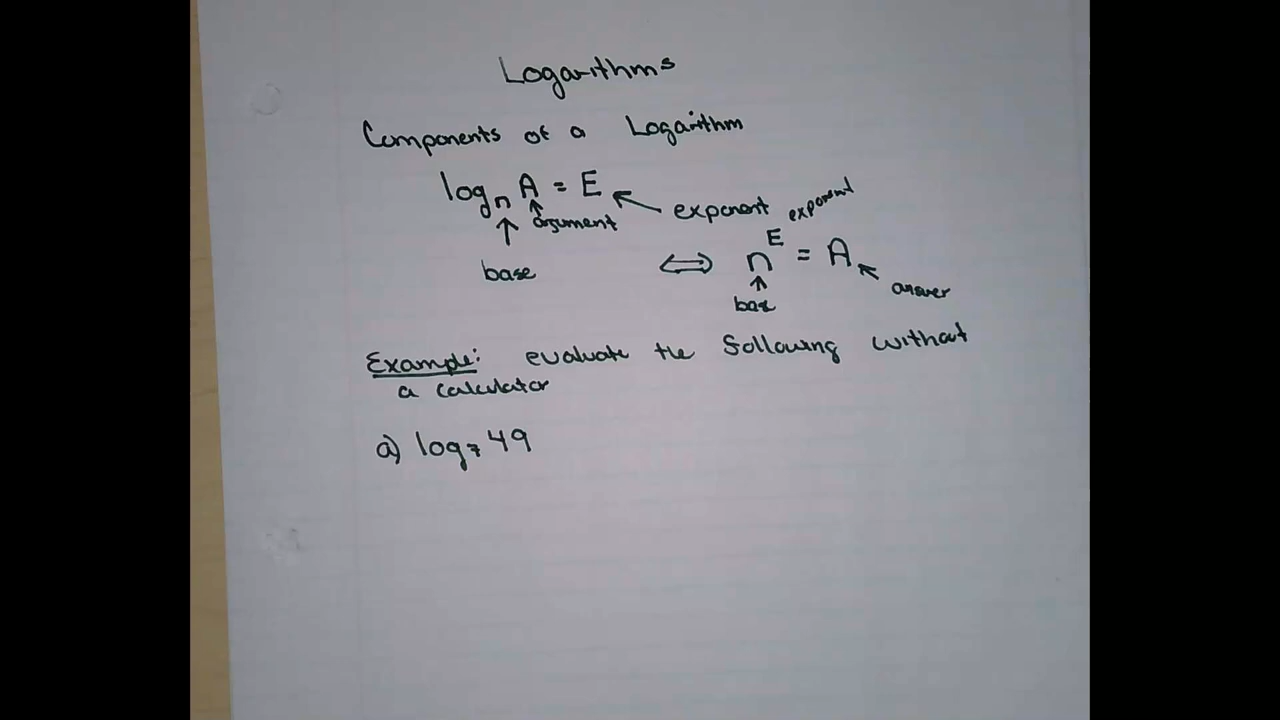 Logarithms
Components of a Logarithm
logₙ A = E
exponent
argument
base
⟺ n^E = A
exponent
base
answer
Example: evaluate the following without
a calculator
a) log₇ 49